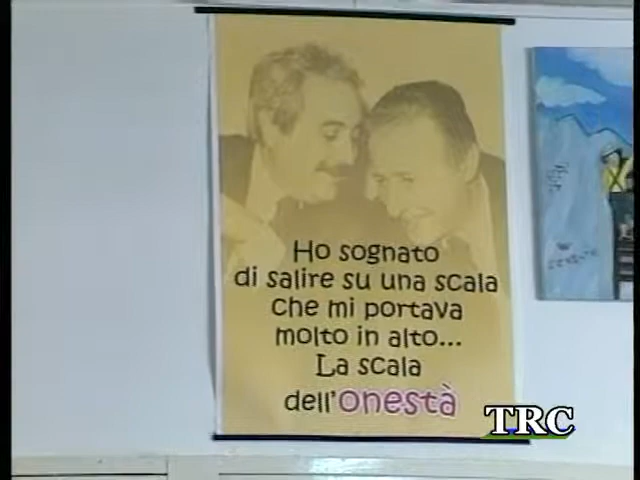 Ho sognato
di salire su una scala
che mi portava
molto in alto...
La scala
dell'onestà
TRC